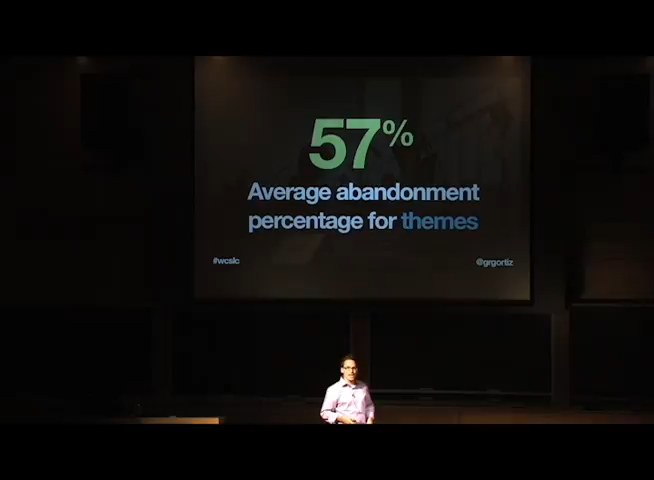 57%
Average abandonment
percentage for themes
#wcslc
@grgortiz